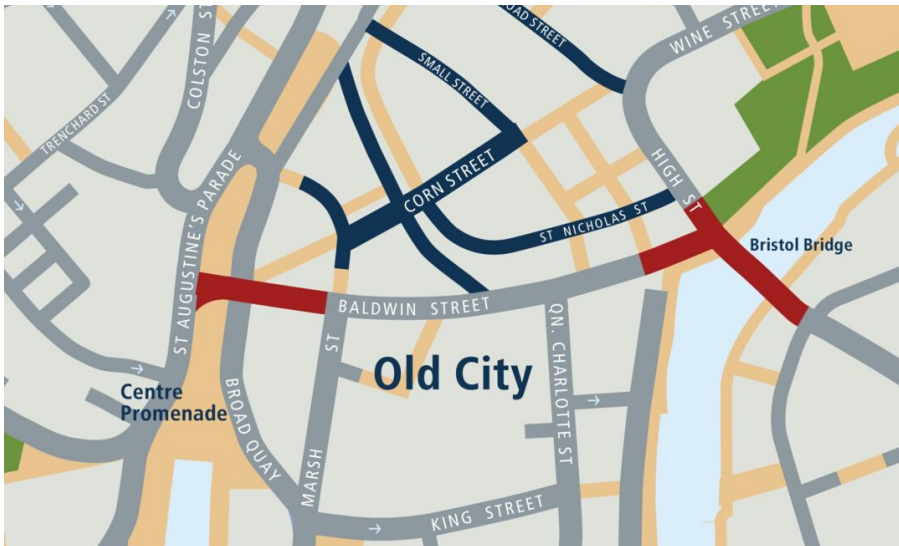 COLSTON ST
TRENCHARD ST
ST AUGUSTINE'S PARADE
SMALL STREET
STREET
WINE STREET
CORN STREET
HIGH ST
ST NICHOLAS ST
Bristol Bridge
BALDWIN STREET
QN. CHARLOTTE ST
Old City
Centre
Promenade
BROAD QUAY
MARSH ST
KING STREET